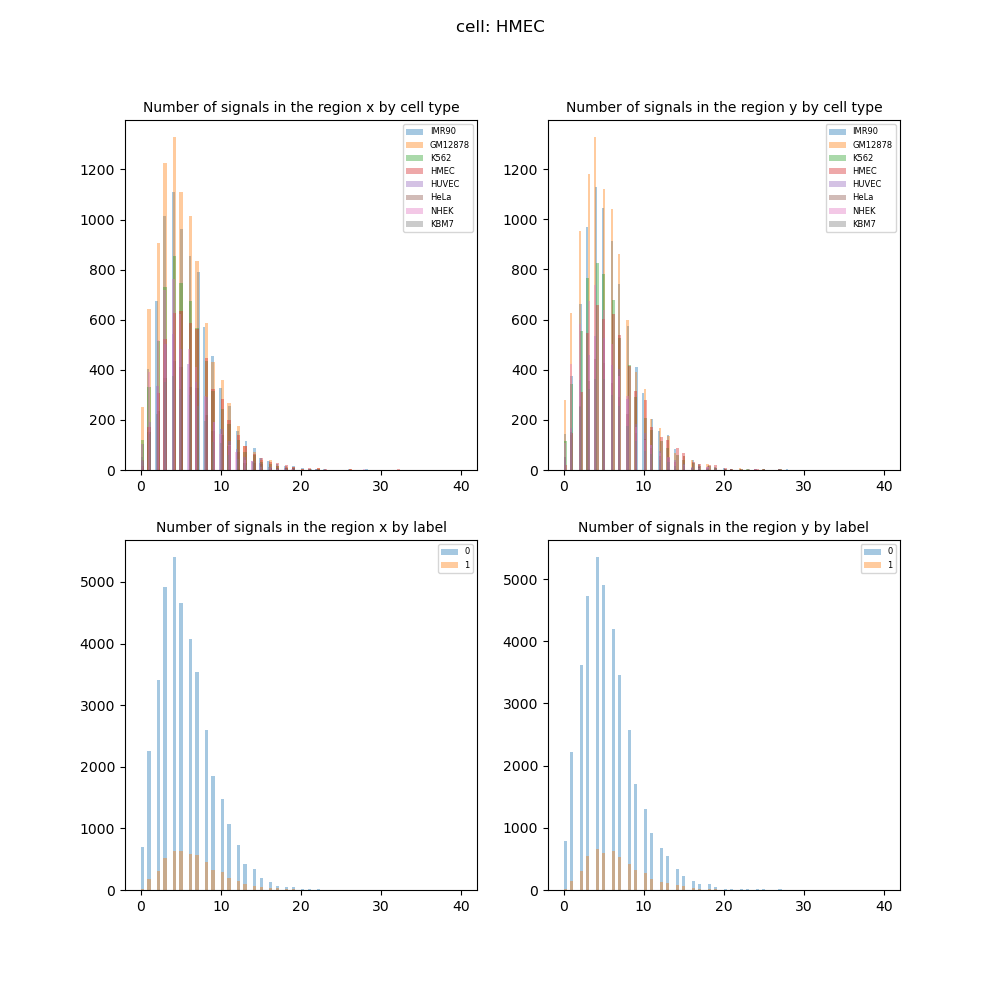 cell: HMEC
Number of signals in the region x by cell type
1200
1000
800
600
400
200
0
0 10 20 30 40
IMR90
GM12878
K562
HMEC
HUVEC
HeLa
NHEK
KBM7
Number of signals in the region y by cell type
1200
1000
800
600
400
200
0
0 10 20 30 40
IMR90
GM12878
K562
HMEC
HUVEC
HeLa
NHEK
KBM7
Number of signals in the region x by label
5000
4000
3000
2000
1000
0
0 10 20 30 40
0
1
Number of signals in the region y by label
5000
4000
3000
2000
1000
0
0 10 20 30 40
0
1